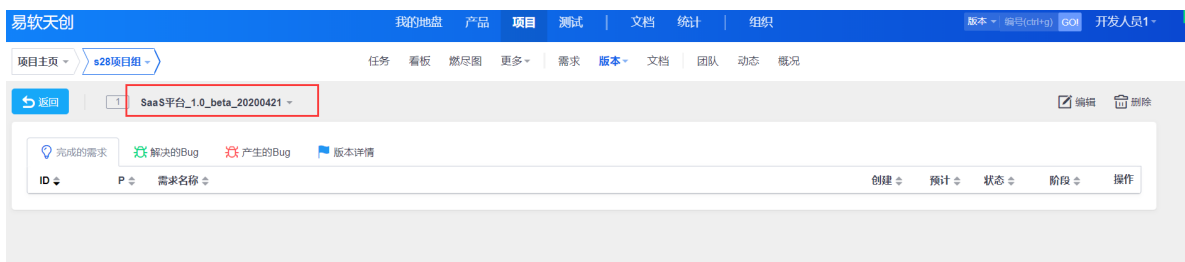 易软天创 我的地盘 产品 项目 测试 文档 统计 组织 版本 编号(ctrl+g) GO! 开发人员1
项目主页 s28项目组 任务 看板 燃尽图 更多 需求 版本 文档 团队 动态 概况
返回 1 SaaS平台_1.0_beta_20200421 编辑 删除
完成的需求 解决的Bug 产生的Bug 版本详情
ID P 需求名称 创建 预计 状态 阶段 操作